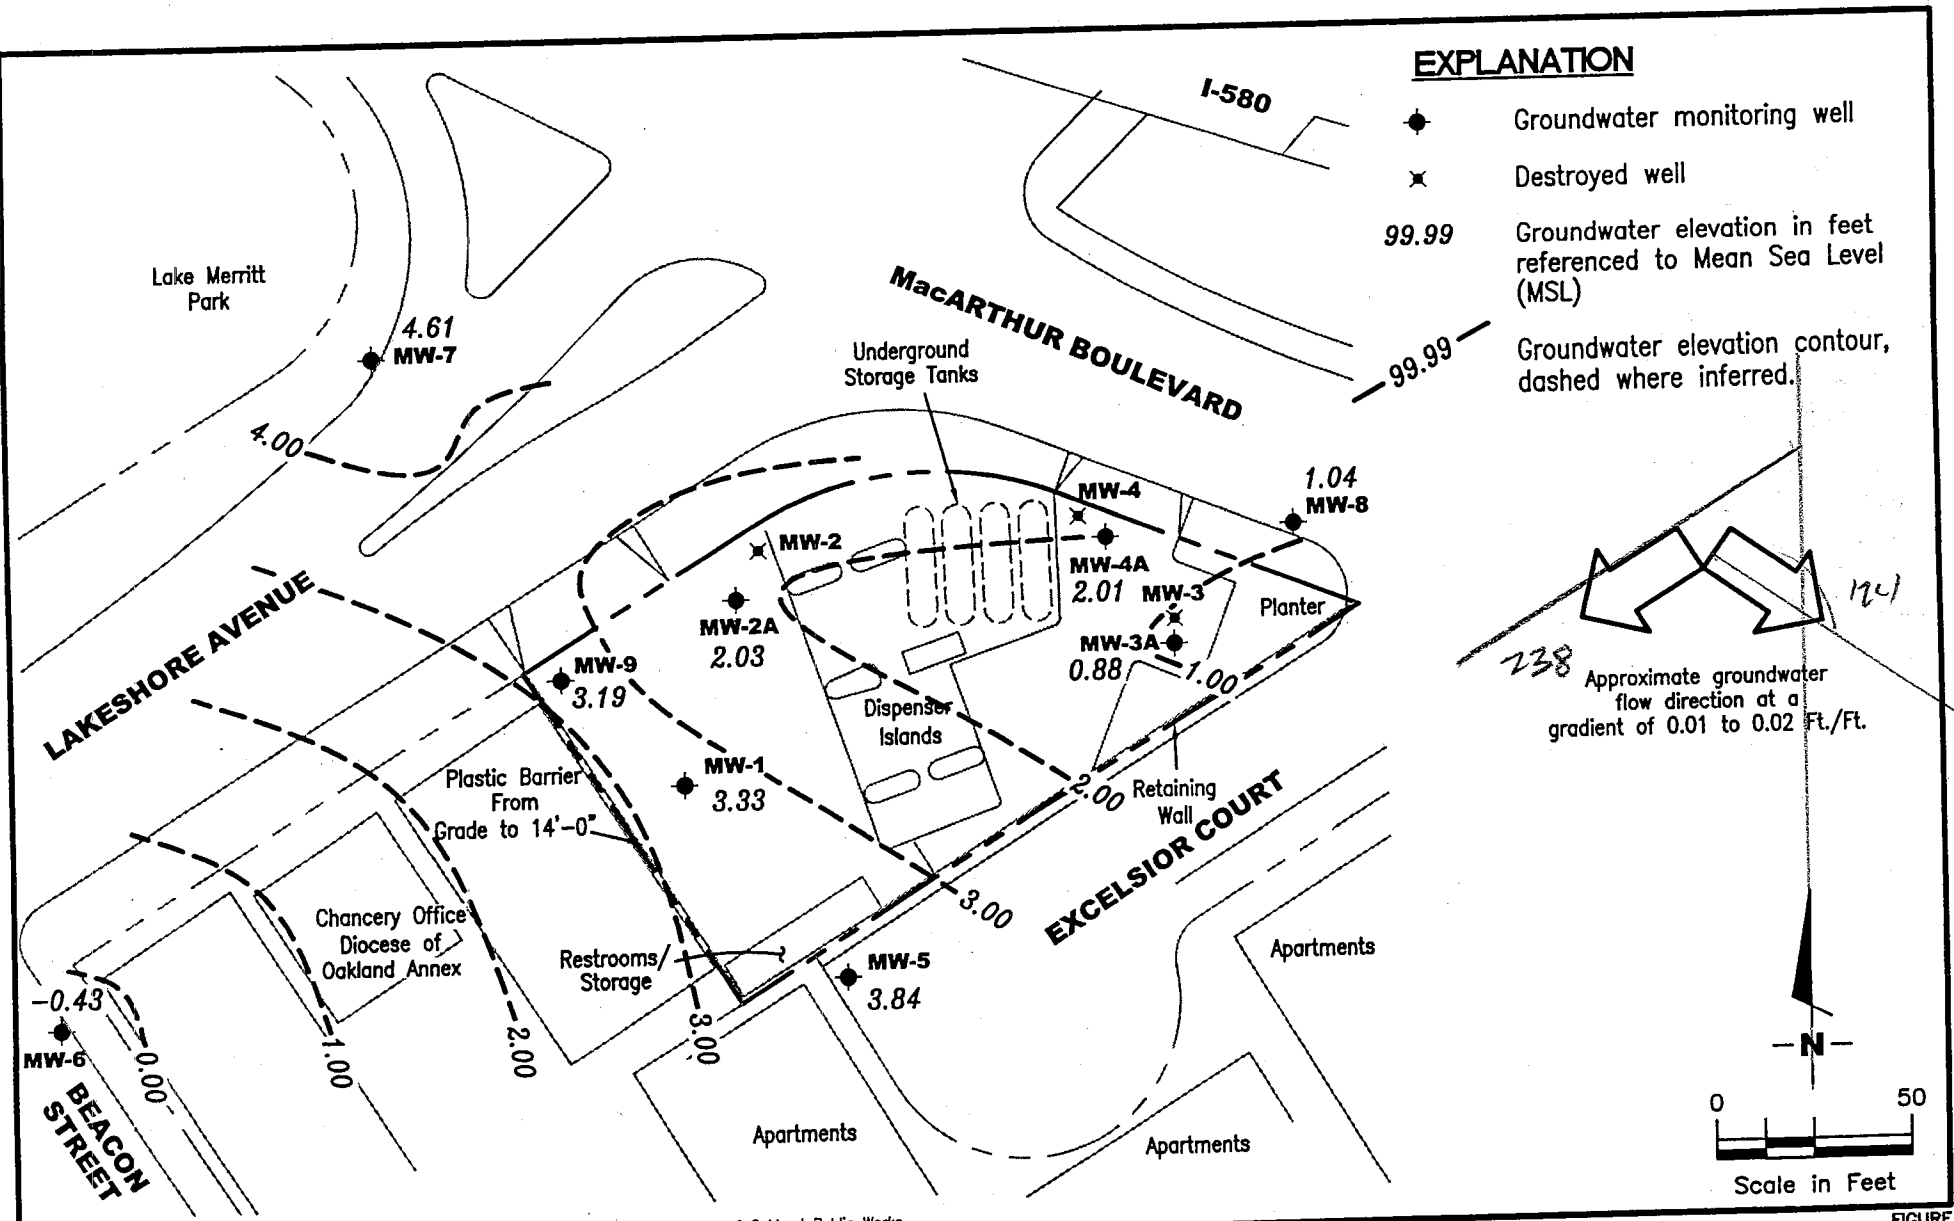 EXPLANATION
Groundwater monitoring well
Destroyed well
99.99
Groundwater elevation in feet
referenced to Mean Sea Level
(MSL)
99.99
Groundwater elevation contour,
dashed where inferred.
I-580
MacARTHUR BOULEVARD
Lake Merritt
Park
4.61
MW-7
4.00
Underground
Storage Tanks
1.04
MW-8
MW-4
MW-4A
2.01
MW-2
MW-2A
2.03
MW-3
MW-3A
0.88
1.00
Planter
LAKESHORE AVENUE
MW-9
3.19
Dispenser
Islands
MW-1
3.33
Plastic Barrier
From
Grade to 14'-0"
2.00
Retaining
Wall
EXCELSIOR COURT
3.00
238
121
Approximate groundwater
flow direction at a
gradient of 0.01 to 0.02 Ft./Ft.
Chancery Office
Diocese of
Oakland Annex
Restrooms/
Storage
MW-5
3.84
Apartments
-0.43
MW-6
0.00
1.00
2.00
3.00
BEACON
STREET
Apartments
Apartments
-N-
0 50
Scale in Feet
FIGURE